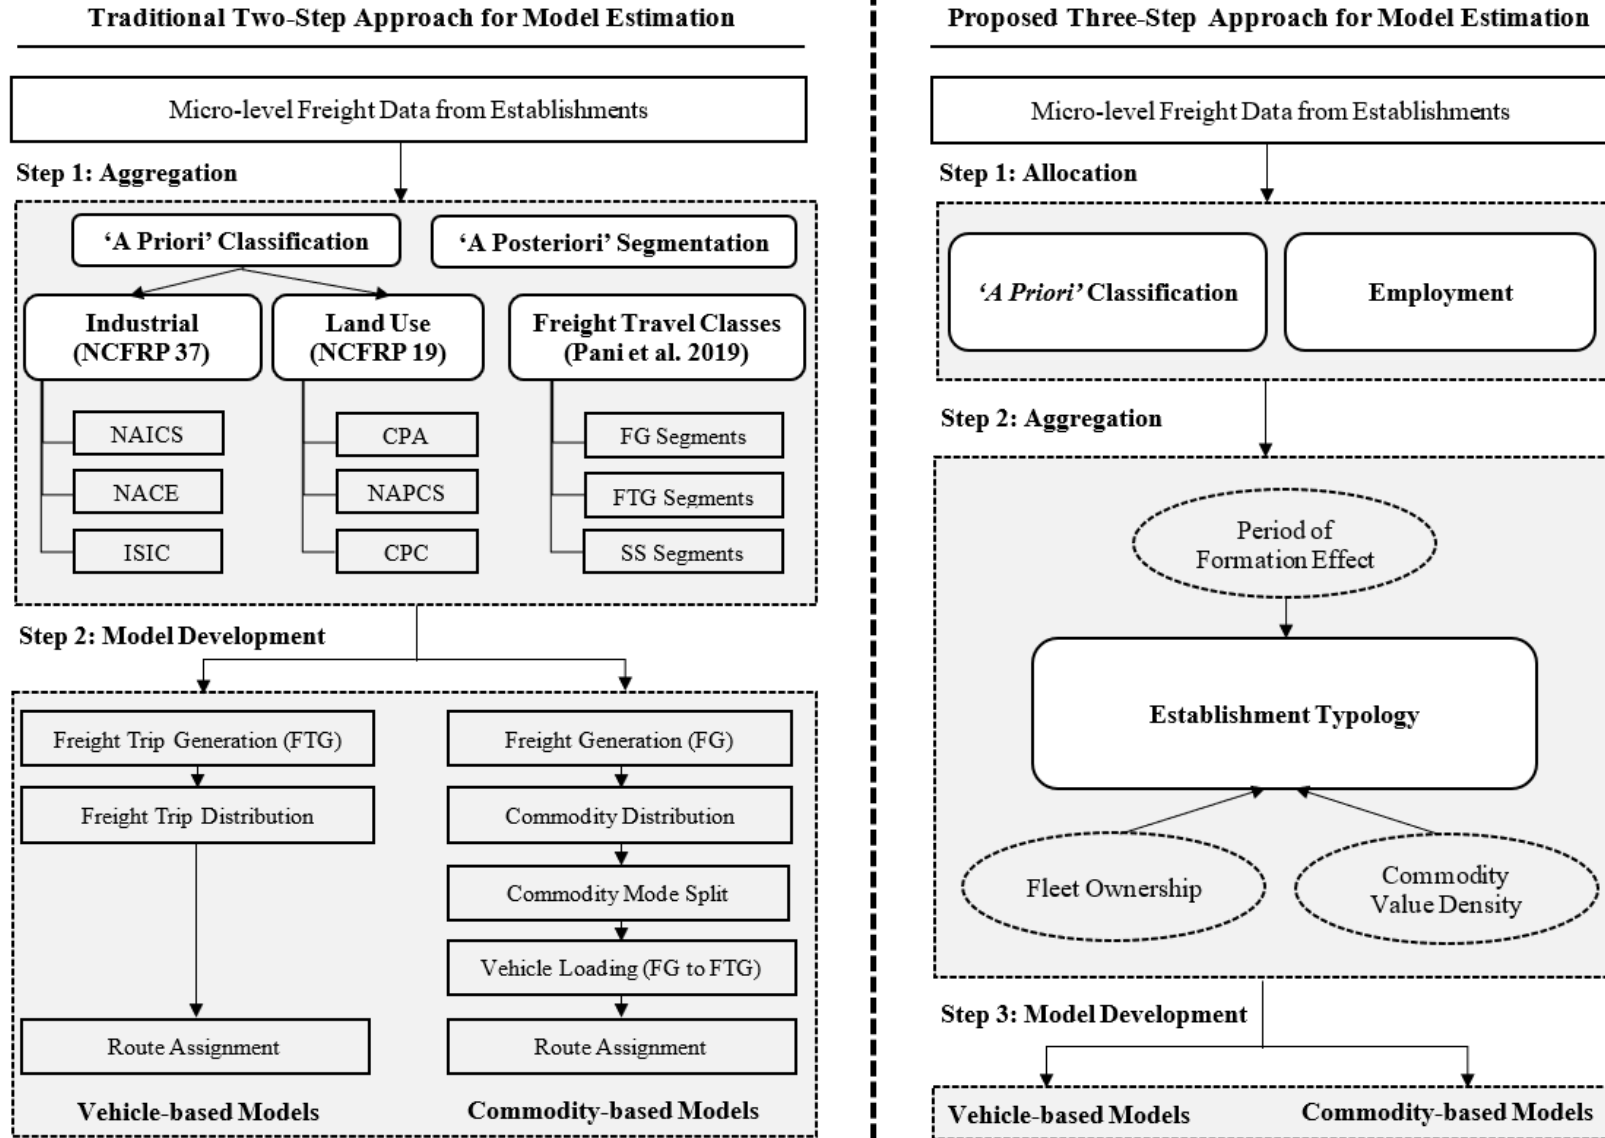 Traditional Two-Step Approach for Model Estimation
Micro-level Freight Data from Establishments
Step 1: Aggregation
‘A Priori’ Classification
‘A Posteriori’ Segmentation
Industrial
(NCFRP 37)
Land Use
(NCFRP 19)
Freight Travel Classes
(Pani et al. 2019)
NAICS
NACE
ISIC
CPA
NAPCS
CPC
FG Segments
FTG Segments
SS Segments
Step 2: Model Development
Freight Trip Generation (FTG)
Freight Trip Distribution
Route Assignment
Vehicle-based Models
Freight Generation (FG)
Commodity Distribution
Commodity Mode Split
Vehicle Loading (FG to FTG)
Route Assignment
Commodity-based Models
Proposed Three-Step Approach for Model Estimation
Micro-level Freight Data from Establishments
Step 1: Allocation
‘A Priori’ Classification
Employment
Step 2: Aggregation
Period of
Formation Effect
Establishment Typology
Fleet Ownership
Commodity
Value Density
Step 3: Model Development
Vehicle-based Models
Commodity-based Models